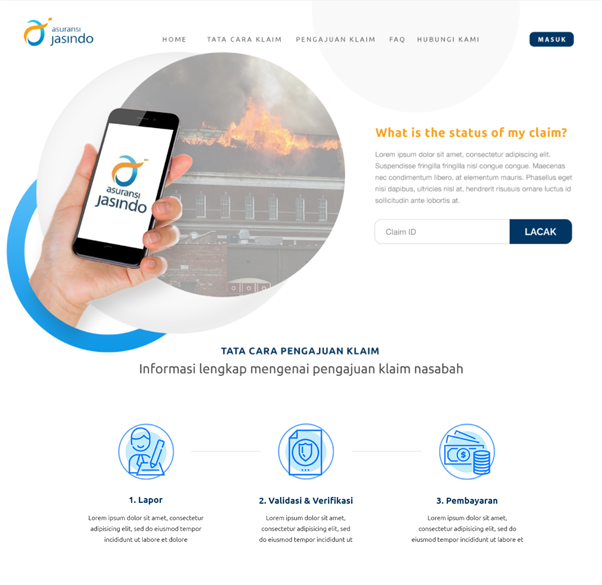 asuransi
jasindo
HOME TATA CARA KLAIM PENGAJUAN KLAIM FAQ HUBUNGI KAMI MASUK
asuransi
jasindo
What is the status of my claim?
Lorem ipsum dolor sit amet, consectetur adipiscing elit.
Suspendisse fringilla fringilla nisl congue congue. Maecenas
nec condimentum libero, at elementum mauris. Phasellus eget
nisi dapibus, ultricies nisl at, hendrerit risusuis ornare luctus id
sollicitudin ante lobortis at.
Claim ID LACAK
TATA CARA PENGAJUAN KLAIM
Informasi lengkap mengenai pengajuan klaim nasabah
1. Lapor
Lorem ipsum dolor sit amet, consectetur
adipisicing elit, sed do eiusmod tempor
incididunt ut labore et dolore
2. Validasi & Verifikasi
Lorem ipsum dolor sit amet,
consectetur adipisicing elit, sed
do eiusmod tempor incididunt ut
3. Pembayaran
Lorem ipsum dolor sit amet,
consectetur adipisicing elit, sed do
eiusmod tempor incididunt ut labore et